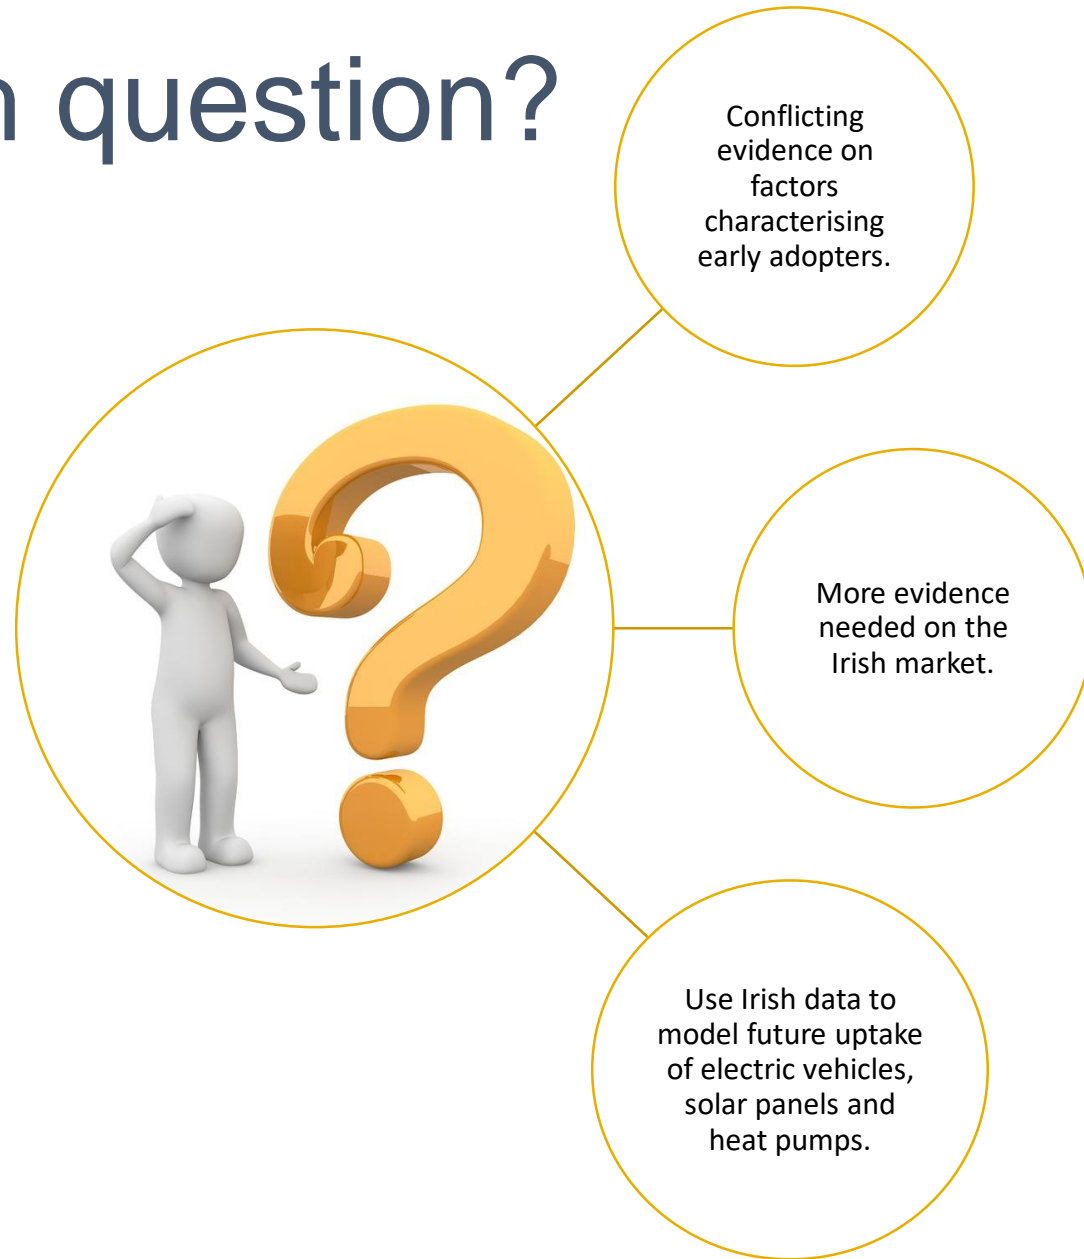 n question?
Conflicting
evidence on
factors
characterising
early adopters.
More evidence
needed on the
Irish market.
Use Irish data to
model future uptake
of electric vehicles,
solar panels and
heat pumps.